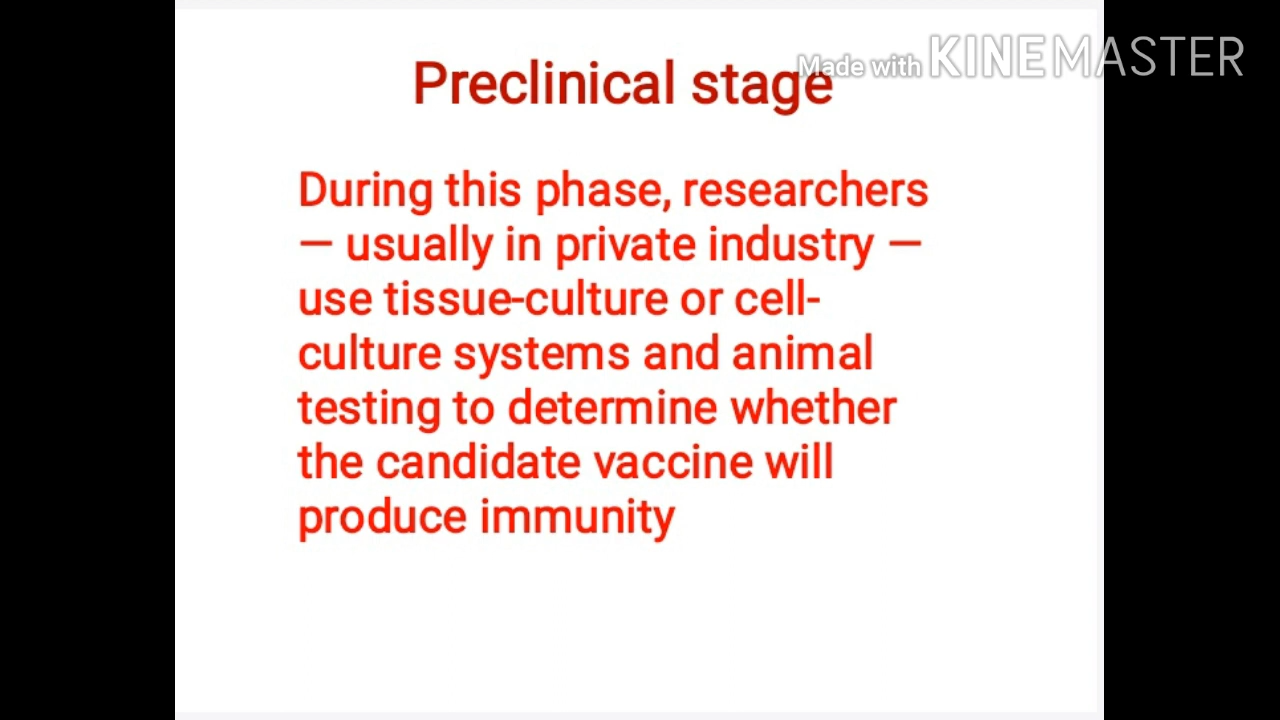 Made with KINEMASTER
Preclinical stage
During this phase, researchers
— usually in private industry —
use tissue-culture or cell-
culture systems and animal
testing to determine whether
the candidate vaccine will
produce immunity